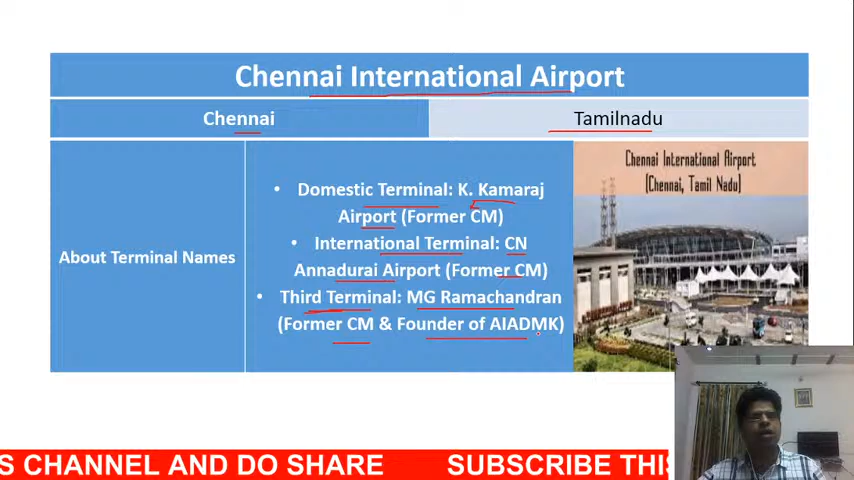 Chennai International Airport
Chennai
Tamilnadu
About Terminal Names
• Domestic Terminal: K. Kamaraj
Airport (Former CM)
• International Terminal: CN
Annadurai Airport (Former CM)
• Third Terminal: MG Ramachandran
(Former CM & Founder of AIADMK)
Chennai International Airport
(Chennai, Tamil Nadu)
S CHANNEL AND DO SHARE SUBSCRIBE THIS